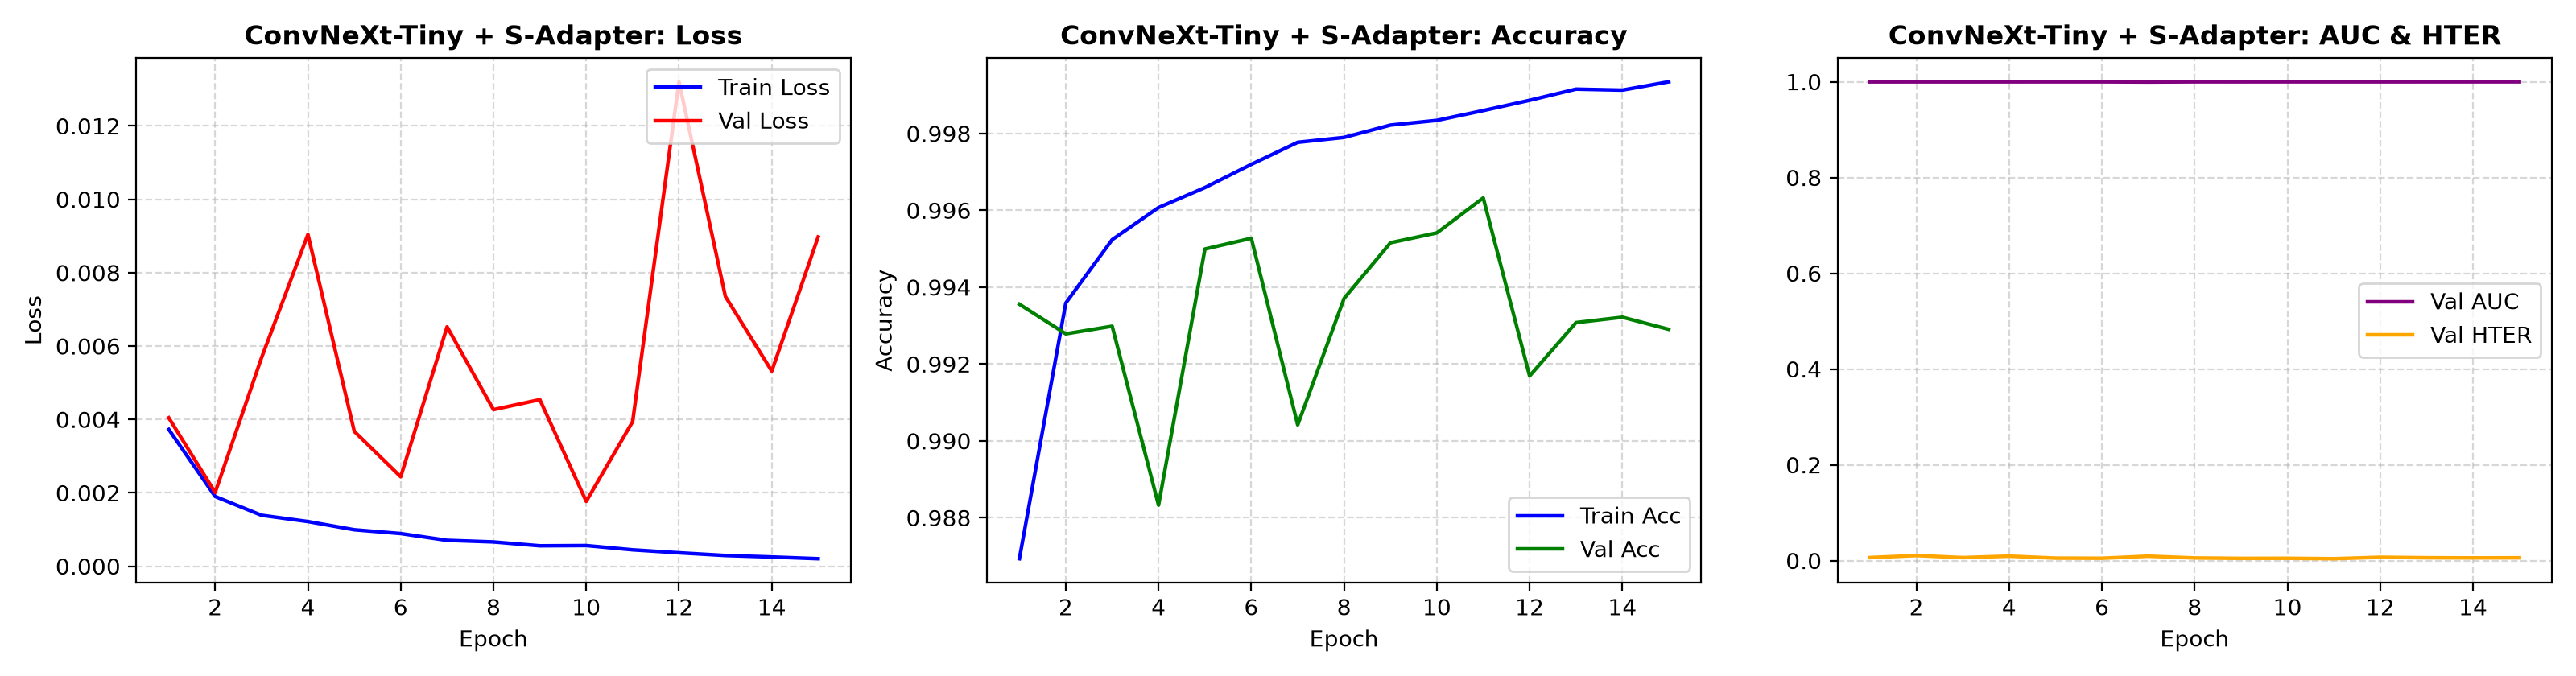 ConvNeXt-Tiny + S-Adapter: Loss
Train Loss
Val Loss
0.012
0.010
0.008
0.006
0.004
0.002
0.000
Loss
2 4 6 8 10 12 14
Epoch
ConvNeXt-Tiny + S-Adapter: Accuracy
0.998
0.996
0.994
0.992
0.990
0.988
Accuracy
Train Acc
Val Acc
2 4 6 8 10 12 14
Epoch
ConvNeXt-Tiny + S-Adapter: AUC & HTER
1.0
0.8
0.6
0.4
0.2
0.0
Val AUC
Val HTER
2 4 6 8 10 12 14
Epoch